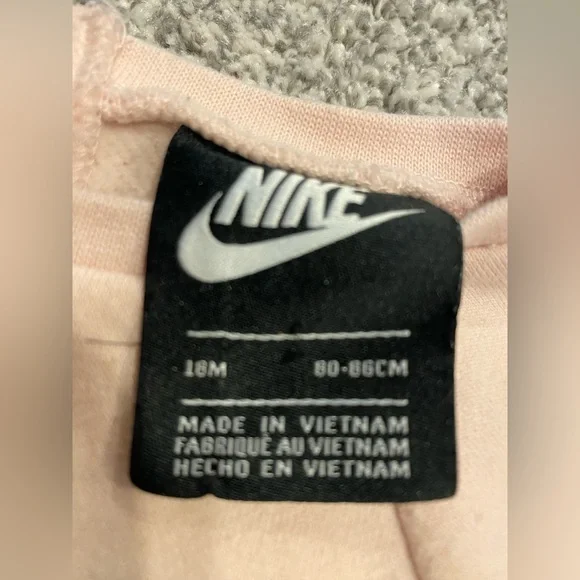 NIKE
18M 80-86CM
MADE IN VIETNAM
FABRIQUÉ AU VIETNAM
HECHO EN VIETNAM